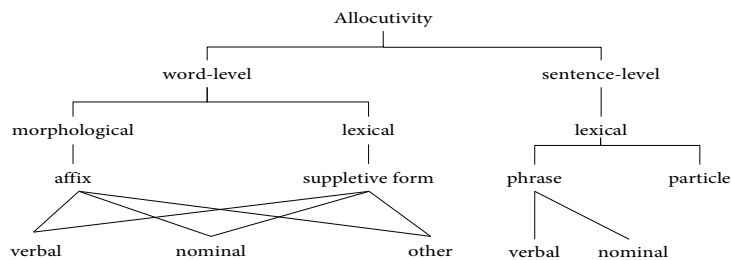 Allocutivity
word-level sentence-level
morphological lexical lexical
affix suppletive form phrase particle
verbal nominal other verbal nominal